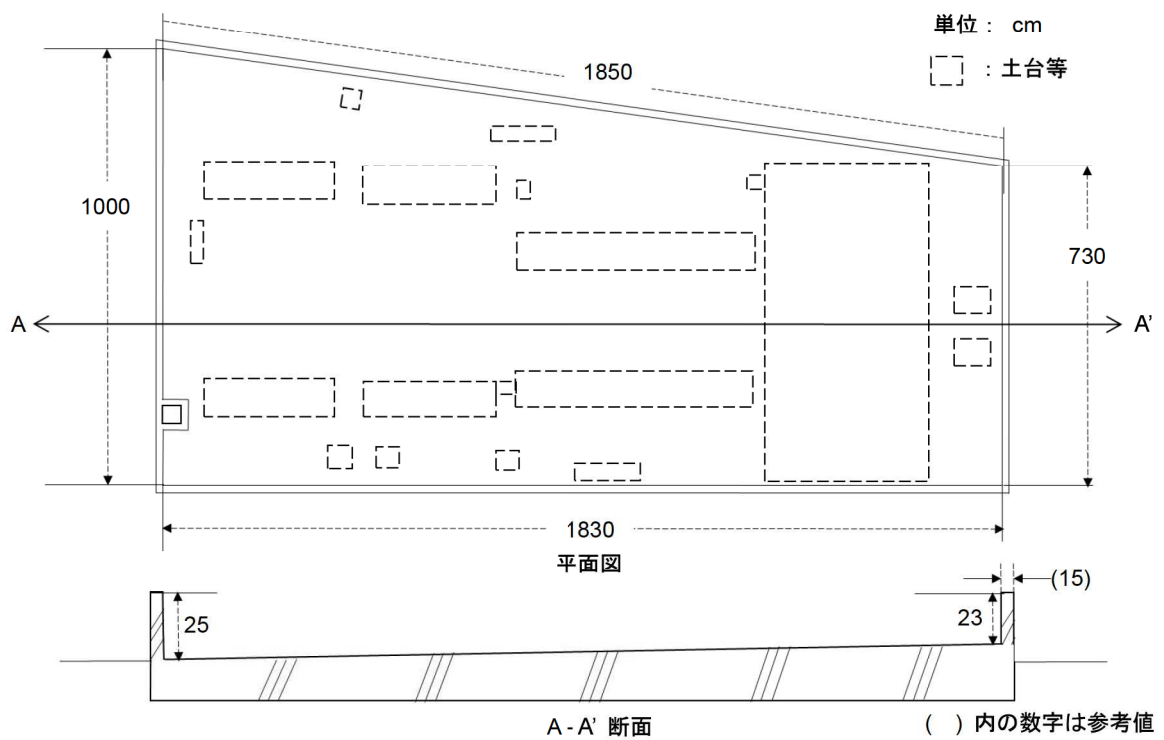 単位： cm
：土台等
1850
1000
730
A
A'
1830
平面図
(15)
25
23
A - A' 断面
( ) 内の数字は参考値